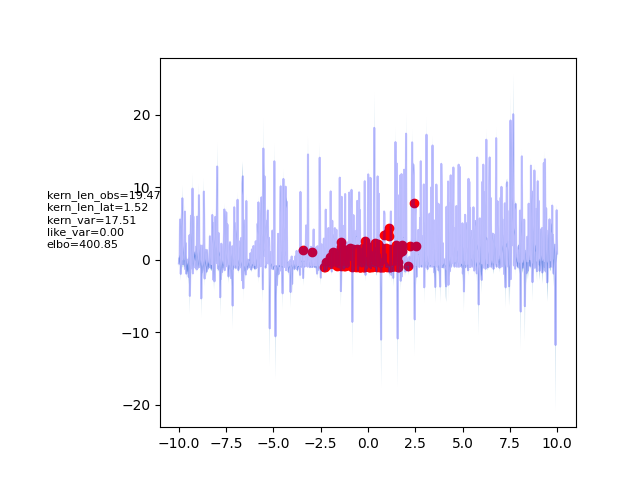 20
10
0
−10
−20
kern_len_obs=19.47
kern_len_lat=1.52
kern_var=17.51
like_var=0.00
elbo=400.85
−10.0 −7.5 −5.0 −2.5 0.0 2.5 5.0 7.5 10.0